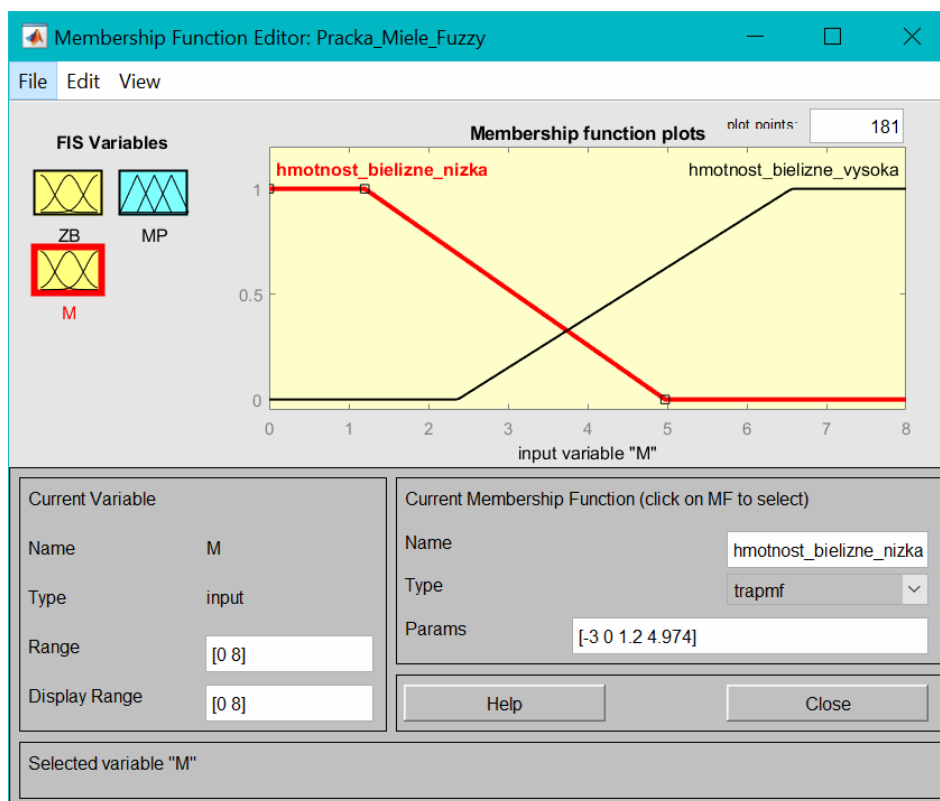 Membership Function Editor: Pracka_Miele_Fuzzy
File Edit View
FIS Variables
ZB MP
M
Membership function plots
plot points: 181
hmotnost_bielizne_nizka hmotnost_bielizne_vysoka
1
0.5
0
0 1 2 3 4 5 6 7 8
input variable "M"
Current Variable
Name M
Type input
Range [0 8]
Display Range [0 8]
Current Membership Function (click on MF to select)
Name hmotnost_bielizne_nizka
Type trapmf
Params [-3 0 1.2 4.974]
Help Close
Selected variable "M"